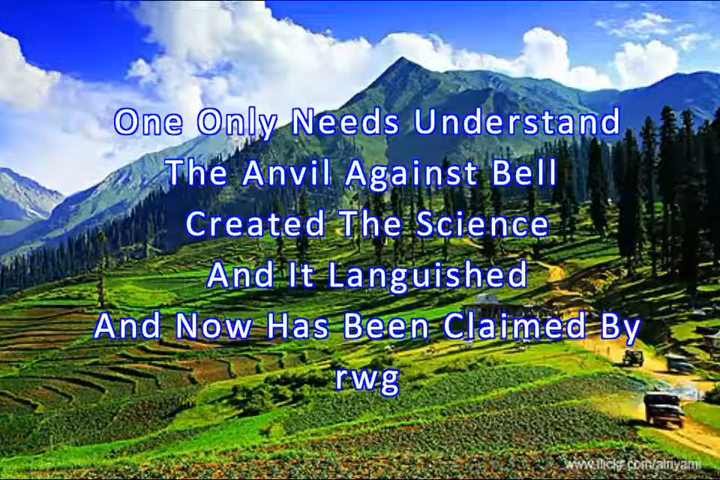 One Only Needs Understand
The Anvil Against Bell
Created The Science
And It Languished
And Now Has Been Claimed By
rwg
www.flickr.com/ainyami